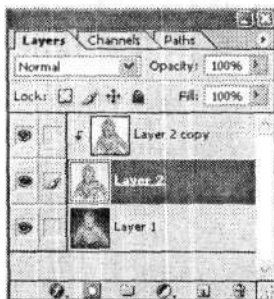 Layers Channels Paths
Normal Opacity: 100%
Lock: Fill: 100%
Layer 2 copy
Layer 2
Layer 1